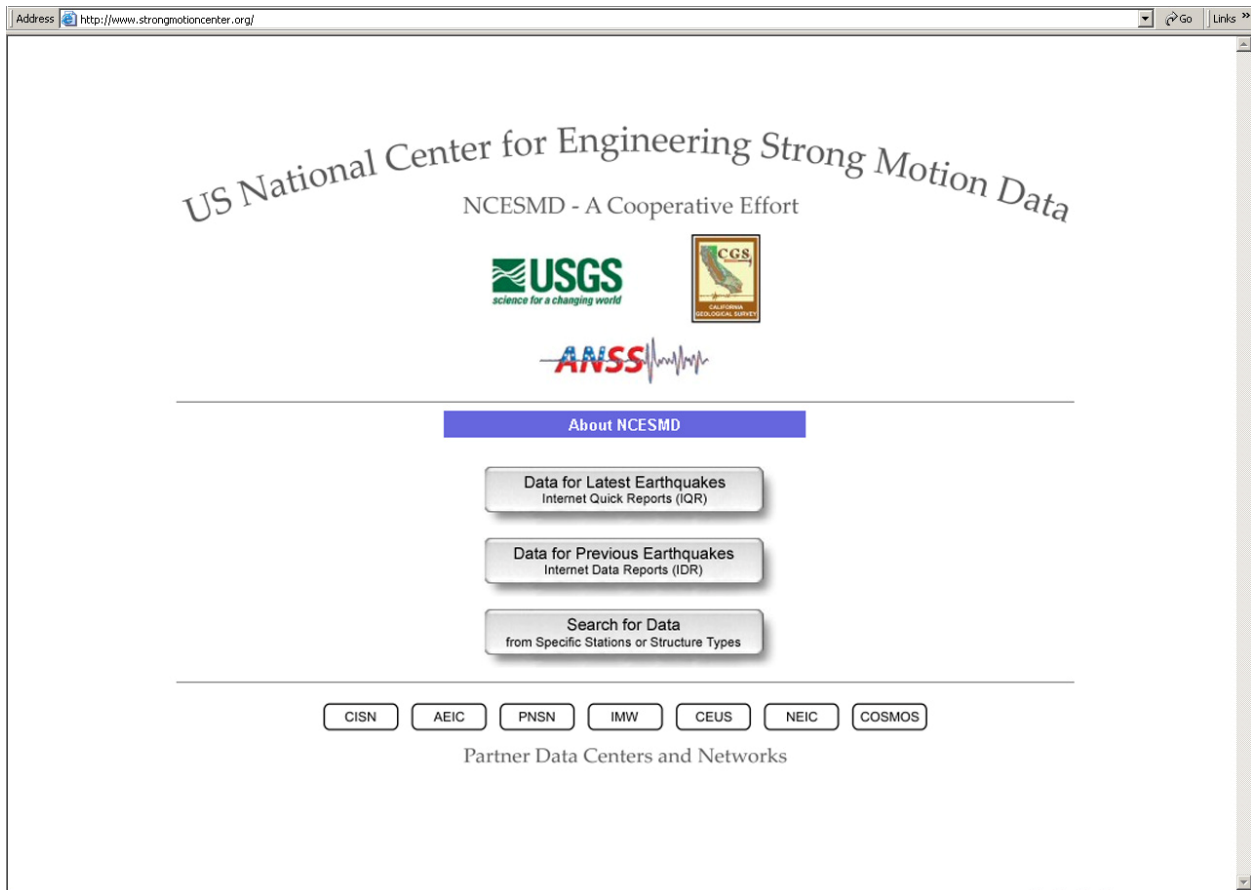 Address http://www.strongmotioncenter.org/ Go Links »
US National Center for Engineering Strong Motion Data
NCESMD - A Cooperative Effort
USGS
science for a changing world
CGS
CALIFORNIA
GEOLOGICAL SURVEY
ANSS
About NCESMD
Data for Latest Earthquakes
Internet Quick Reports (IQR)
Data for Previous Earthquakes
Internet Data Reports (IDR)
Search for Data
from Specific Stations or Structure Types
CISN AEIC PNSN IMW CEUS NEIC COSMOS
Partner Data Centers and Networks